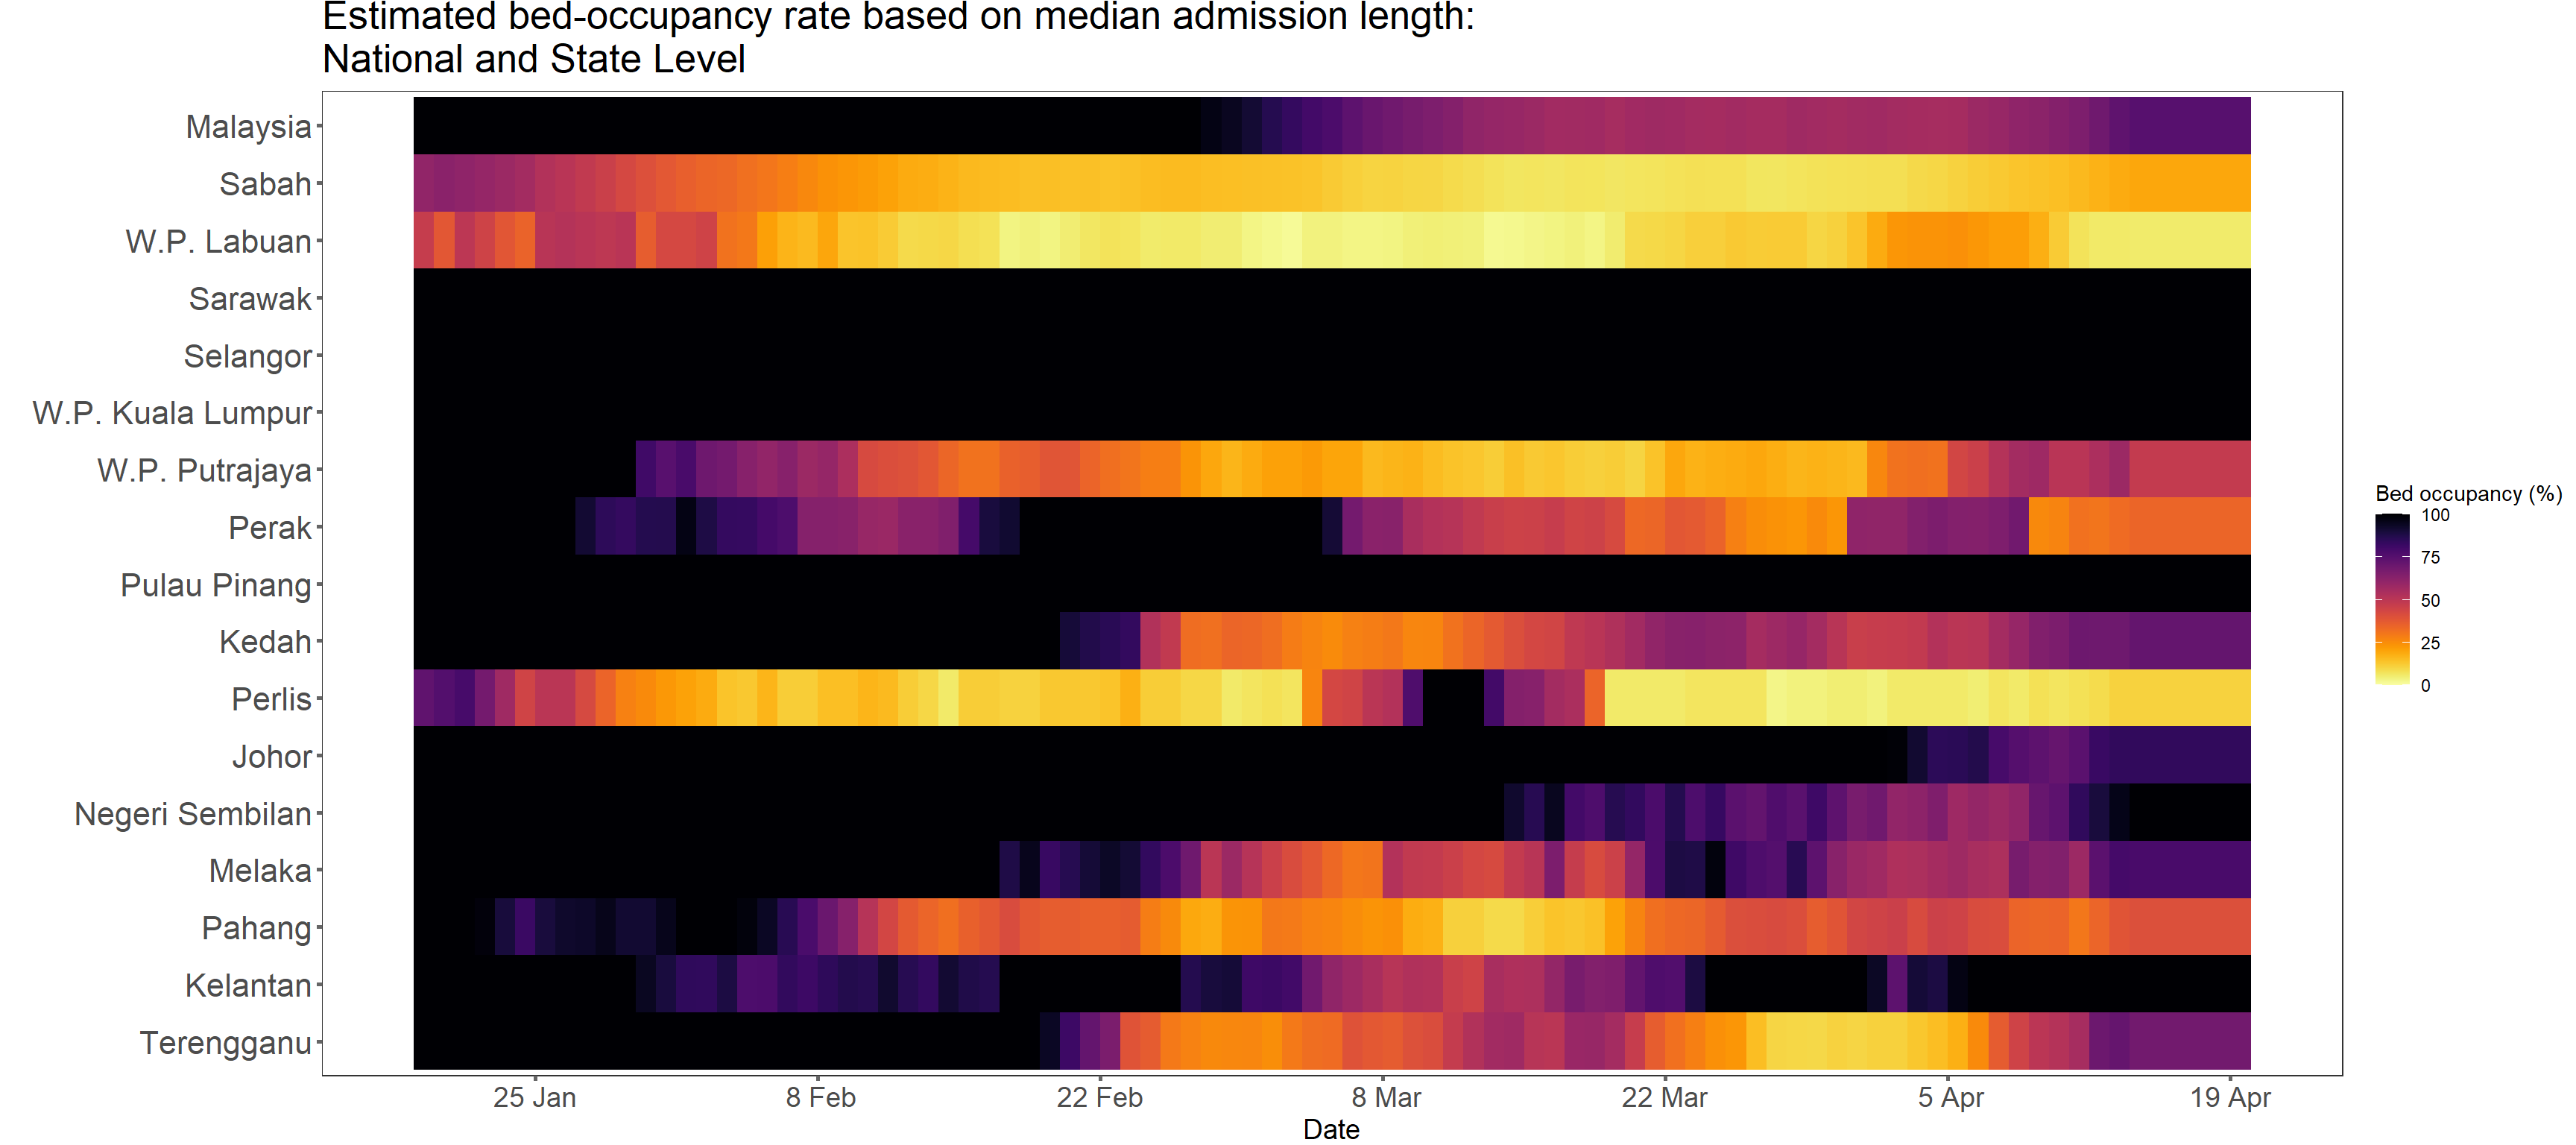 Estimated bed-occupancy rate based on median admission length:
National and State Level
Malaysia
Sabah
W.P. Labuan
Sarawak
Selangor
W.P. Kuala Lumpur
W.P. Putrajaya
Perak
Pulau Pinang
Kedah
Perlis
Johor
Negeri Sembilan
Melaka
Pahang
Kelantan
Terengganu
25 Jan
8 Feb
22 Feb
8 Mar
22 Mar
5 Apr
19 Apr
Date
Bed occupancy (%)
100
75
50
25
0